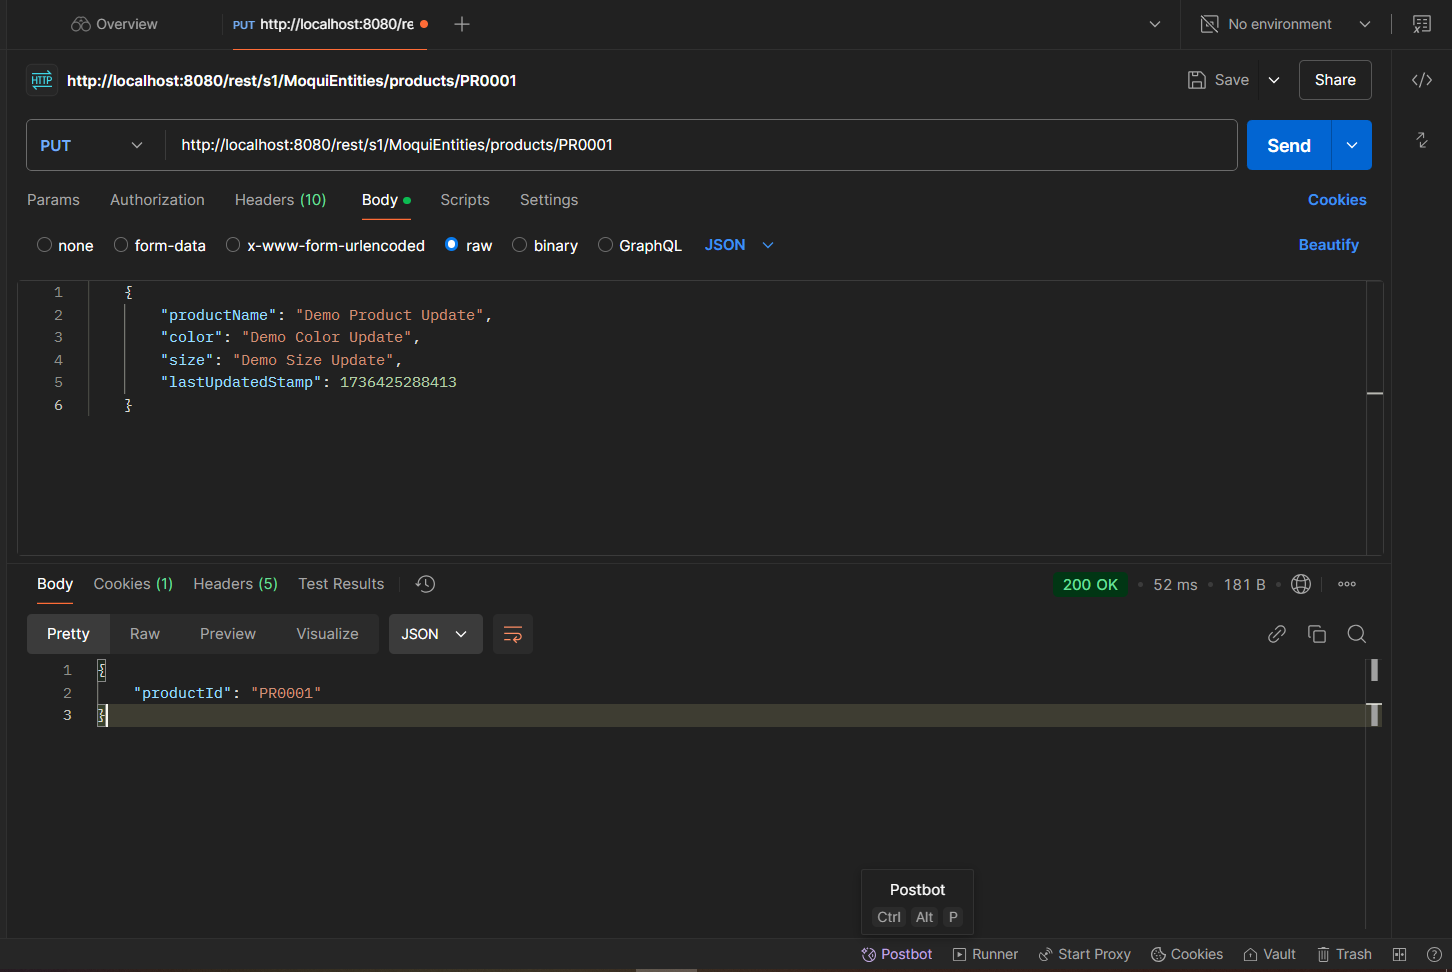 Overview
PUT http://localhost:8080/re
No environment
HTTP http://localhost:8080/rest/s1/MoquiEntities/products/PR0001
Save
Share
PUT http://localhost:8080/rest/s1/MoquiEntities/products/PR0001
Send
Params Authorization Headers (10) Body Scripts Settings
Cookies
none form-data x-www-form-urlencoded raw binary GraphQL JSON
Beautify
1 {
2 "productName": "Demo Product Update",
3 "color": "Demo Color Update",
4 "size": "Demo Size Update",
5 "lastUpdatedStamp": 1736425288413
6 }
Body Cookies (1) Headers (5) Test Results
200 OK • 52 ms • 181 B
Pretty Raw Preview Visualize JSON
1 {
2 "productId": "PR0001"
3 }
Postbot
Ctrl Alt P
Postbot Runner Start Proxy Cookies Vault Trash